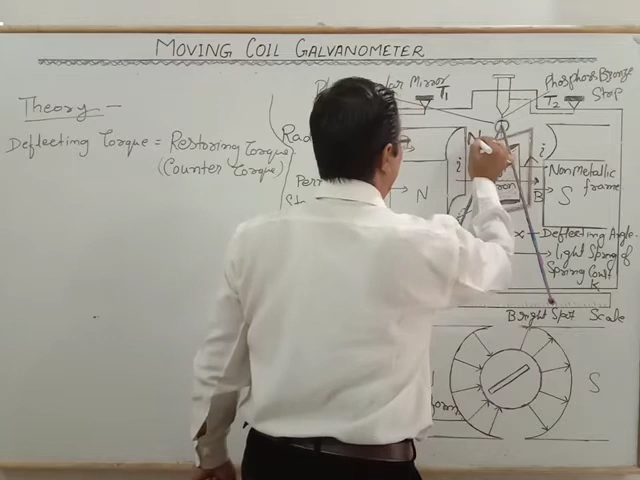 MOVING COIL GALVANOMETER
Theory -
Deflecting Torque = Restoring Torque
(Counter Torque)
Mirror
T1
T2
Phosphor Bronze
Strip
i
i
N
B
S
Non Metallic
frame
α - Deflecting Angle.
light Spring of
Spring Const.
K
Bright Spot Scale
S